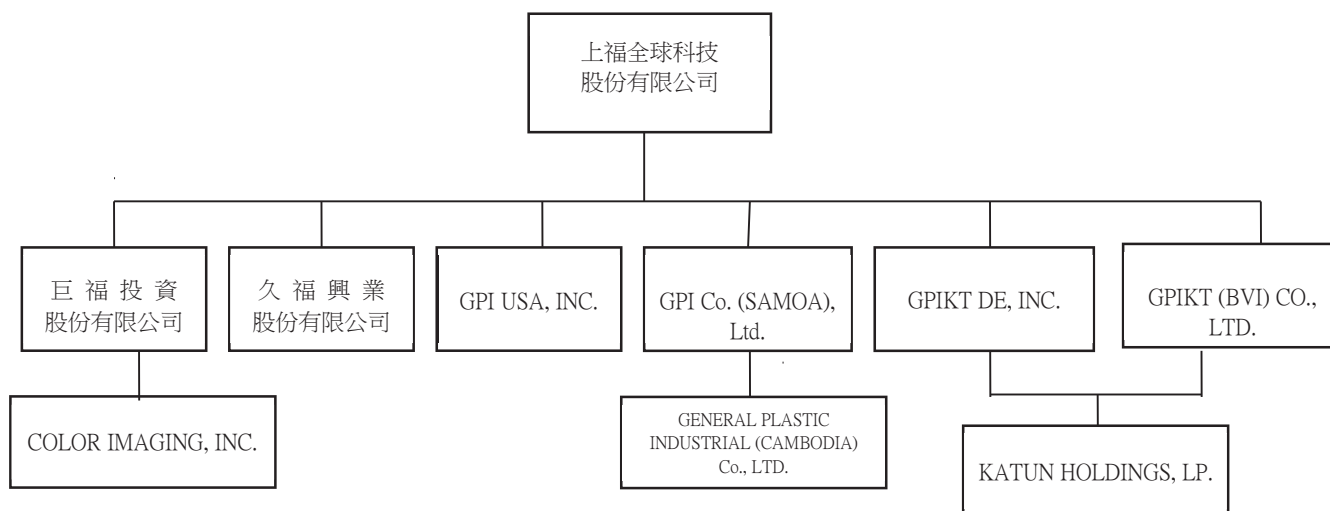 上福全球科技
股份有限公司
巨福投資
股份有限公司
久福興業
股份有限公司
GPI USA, INC.
GPI Co. (SAMOA),
Ltd.
GPIKT DE, INC.
GPIKT (BVI) CO.,
LTD.
COLOR IMAGING, INC.
GENERAL PLASTIC
INDUSTRIAL (CAMBODIA)
Co., LTD.
KATUN HOLDINGS, LP.